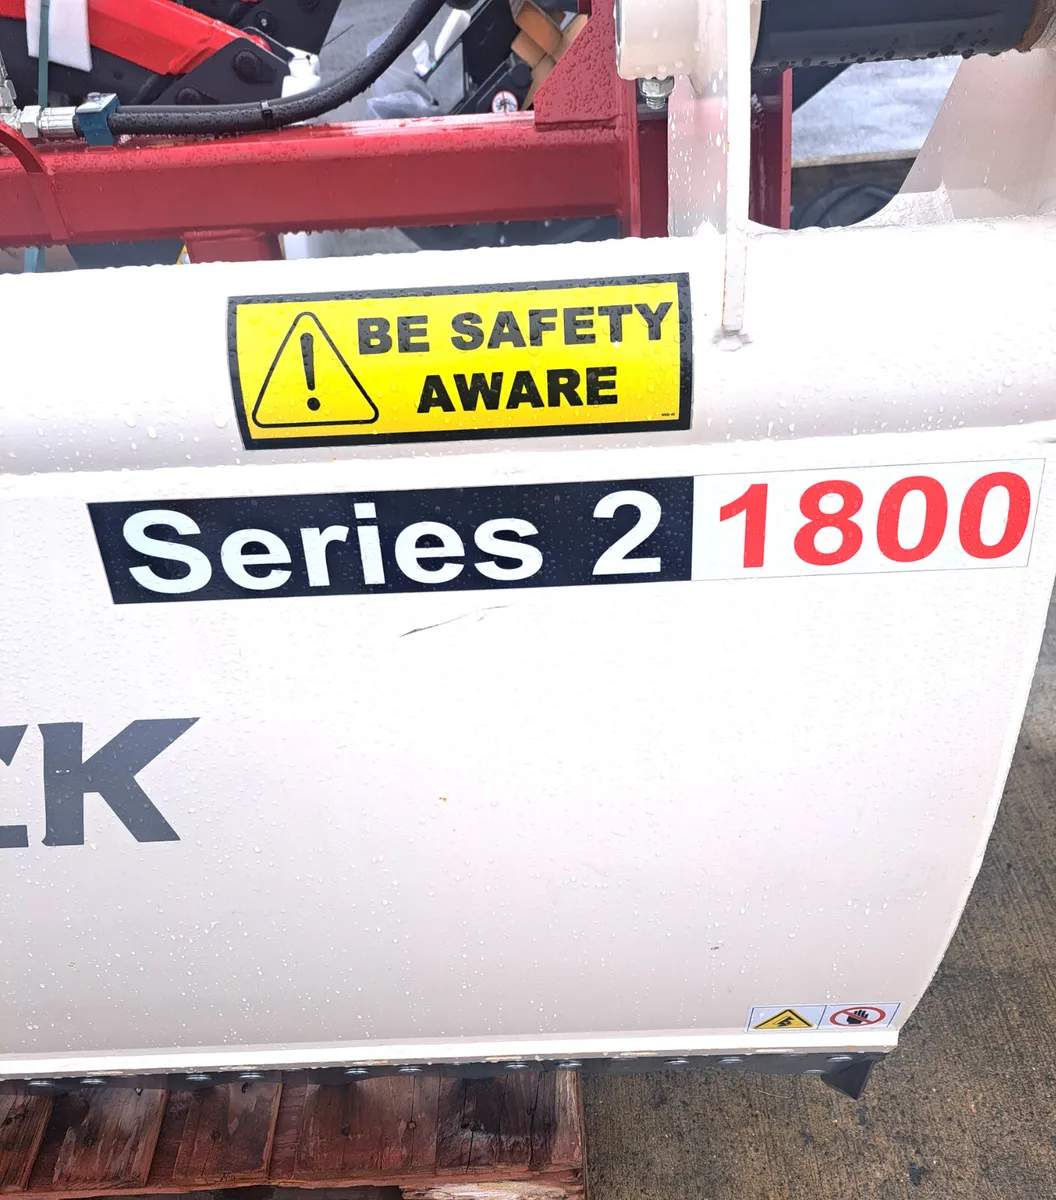 BE SAFETY
AWARE
Series 2 1800
K